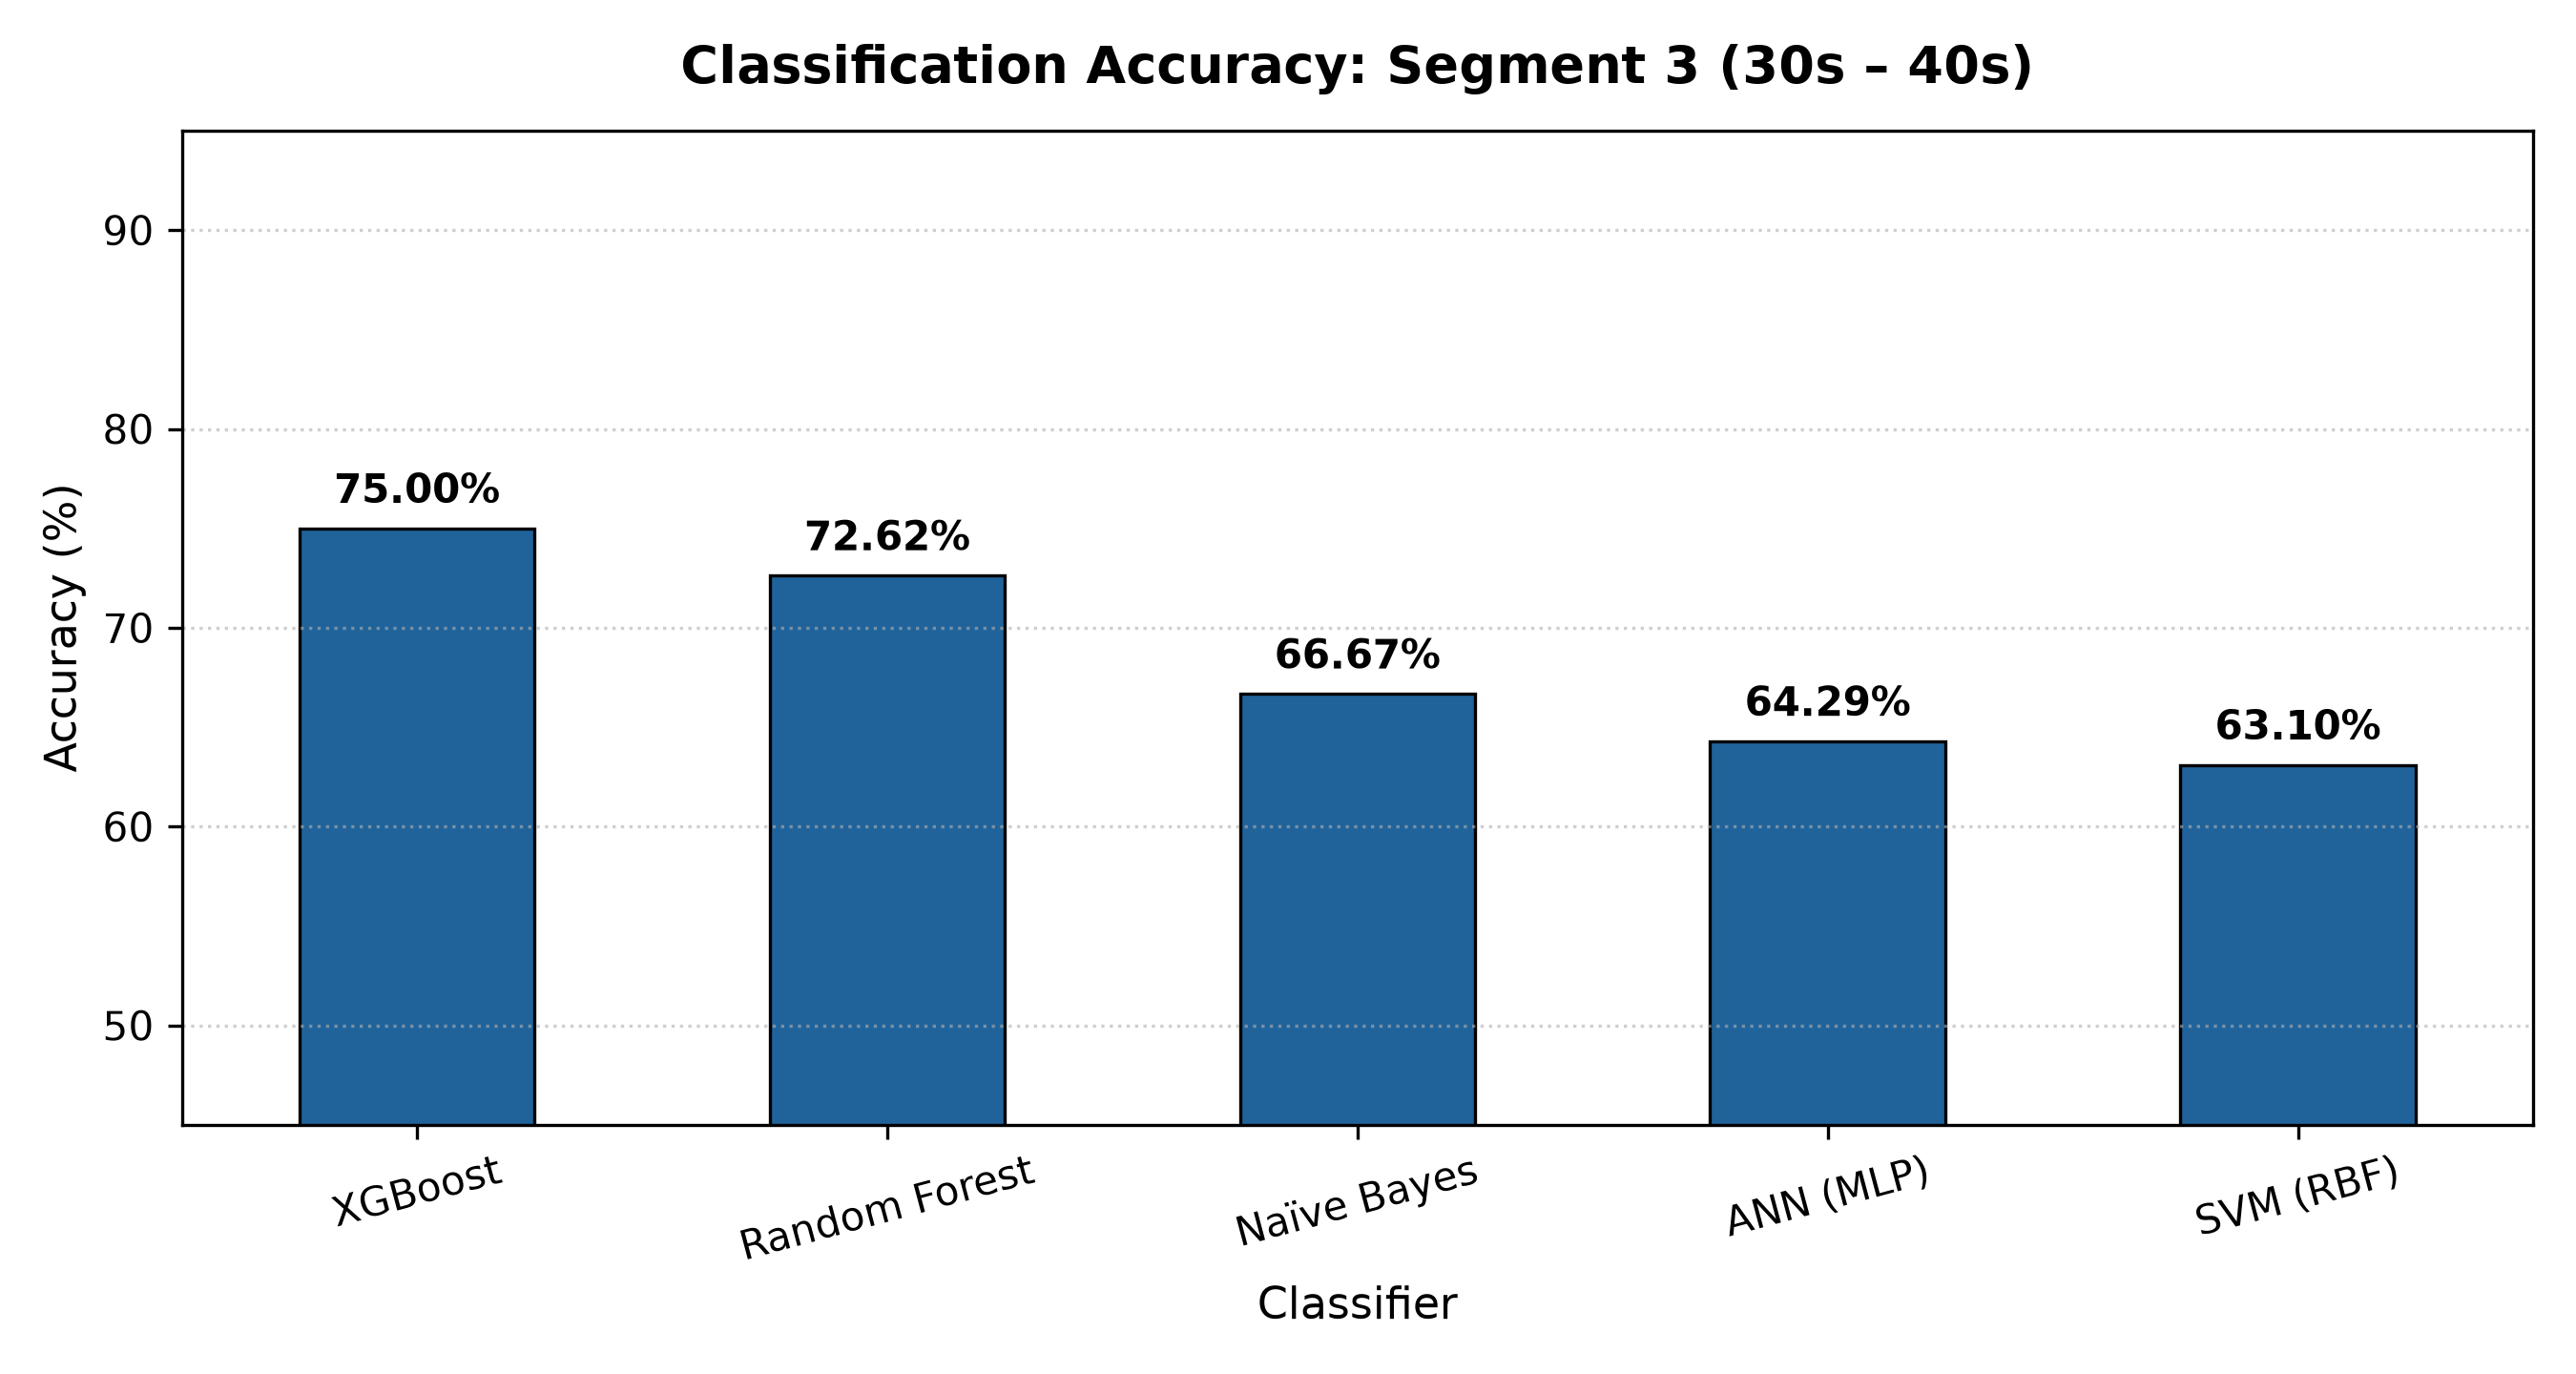 Classification Accuracy: Segment 3 (30s – 40s)
Accuracy (%)
90
80
70
60
50
75.00%
72.62%
66.67%
64.29%
63.10%
XGBoost
Random Forest
Naïve Bayes
ANN (MLP)
SVM (RBF)
Classifier